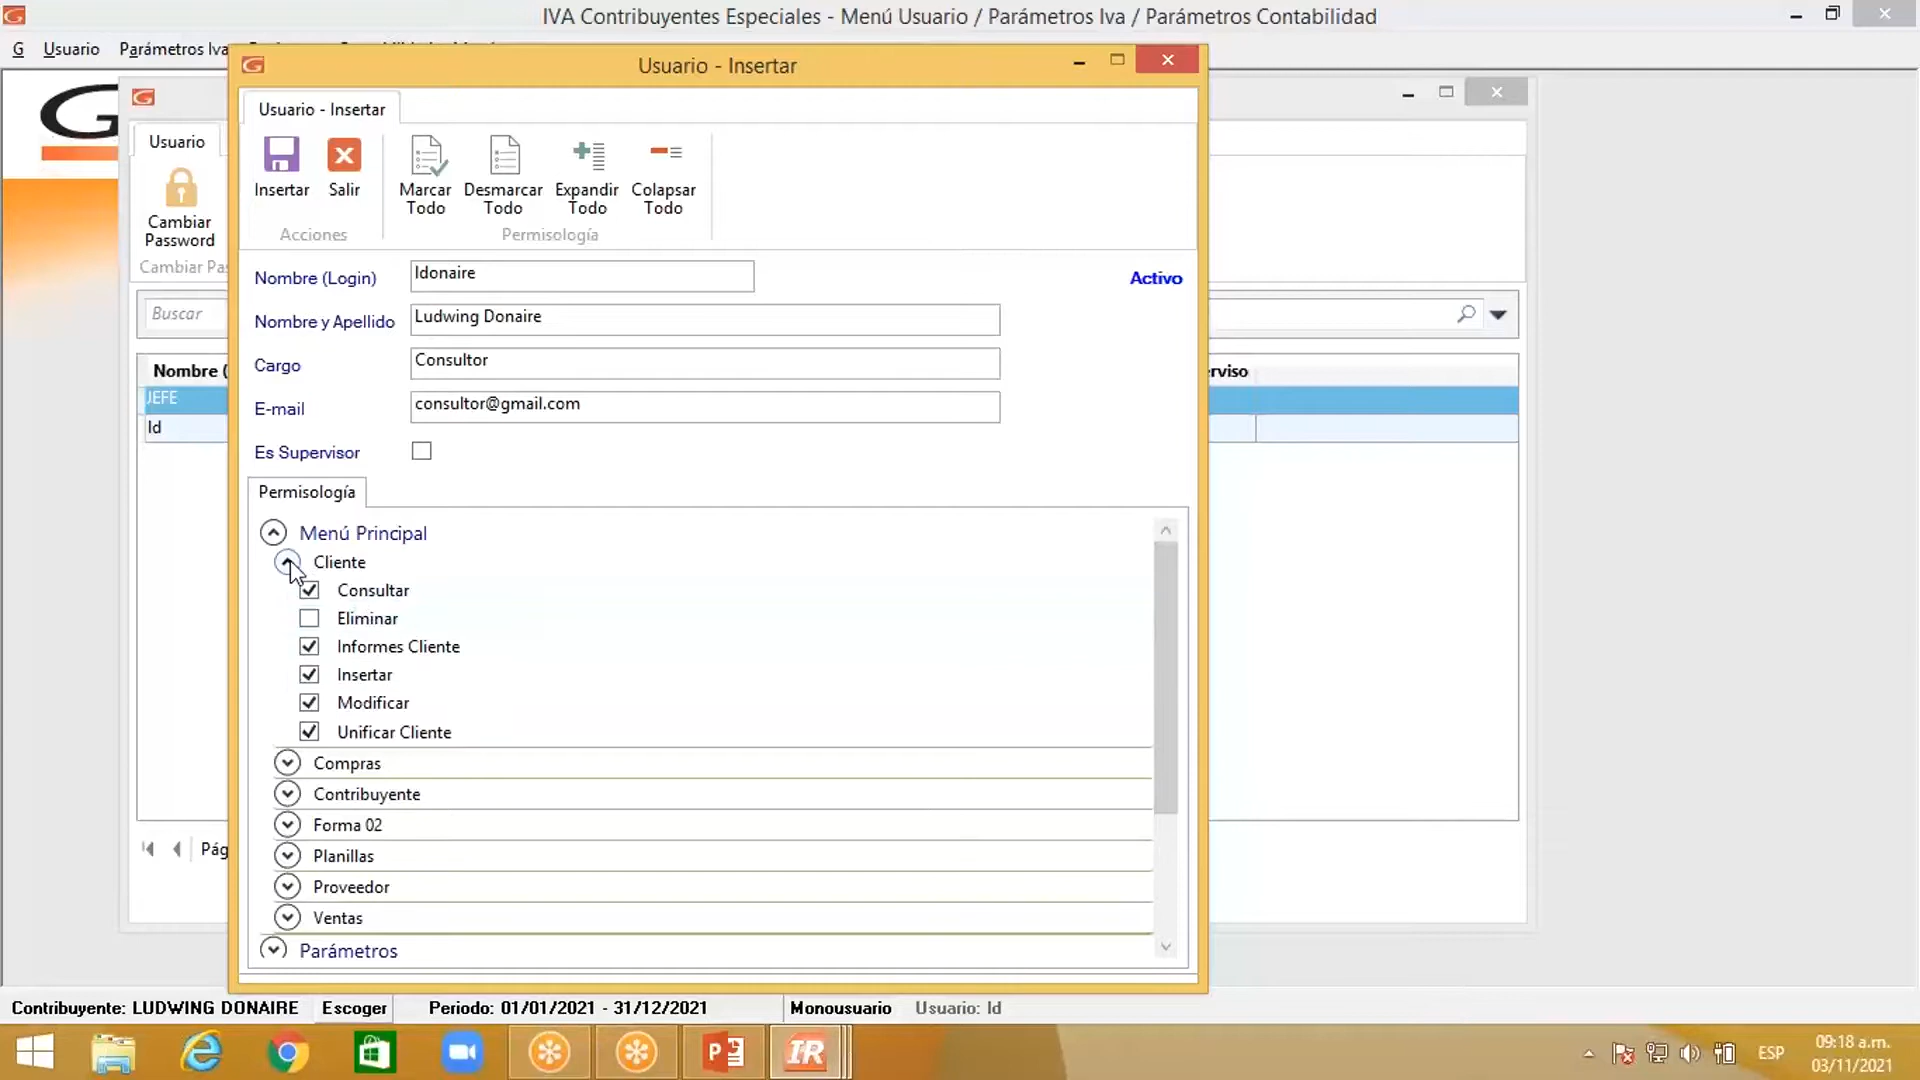 IVA Contribuyentes Especiales - Menú Usuario / Parámetros Iva / Parámetros Contabilidad
G Usuario Parámetros Iva
Usuario - Insertar
Usuario - Insertar
Usuario
Insertar
Salir
Marcar Todo
Desmarcar Todo
Expandir Todo
Colapsar Todo
Acciones
Permisología
Cambiar Password
Cambiar Pas
Nombre (Login)
ldonaire
Activo
Nombre y Apellido
Ludwing Donaire
Buscar
Cargo
Consultor
Nombre (
rviso
JEFE
E-mail
consultor@gmail.com
ld
Es Supervisor
Permisología
Menú Principal
Cliente
Consultar
Eliminar
Informes Cliente
Insertar
Modificar
Unificar Cliente
Compras
Contribuyente
Forma 02
Planillas
Pág
Proveedor
Ventas
Parámetros
Contribuyente: LUDWING DONAIRE Escoger Periodo: 01/01/2021 - 31/12/2021 Monousuario Usuario: ld
IR
ESP
09:18 a.m.
03/11/2021